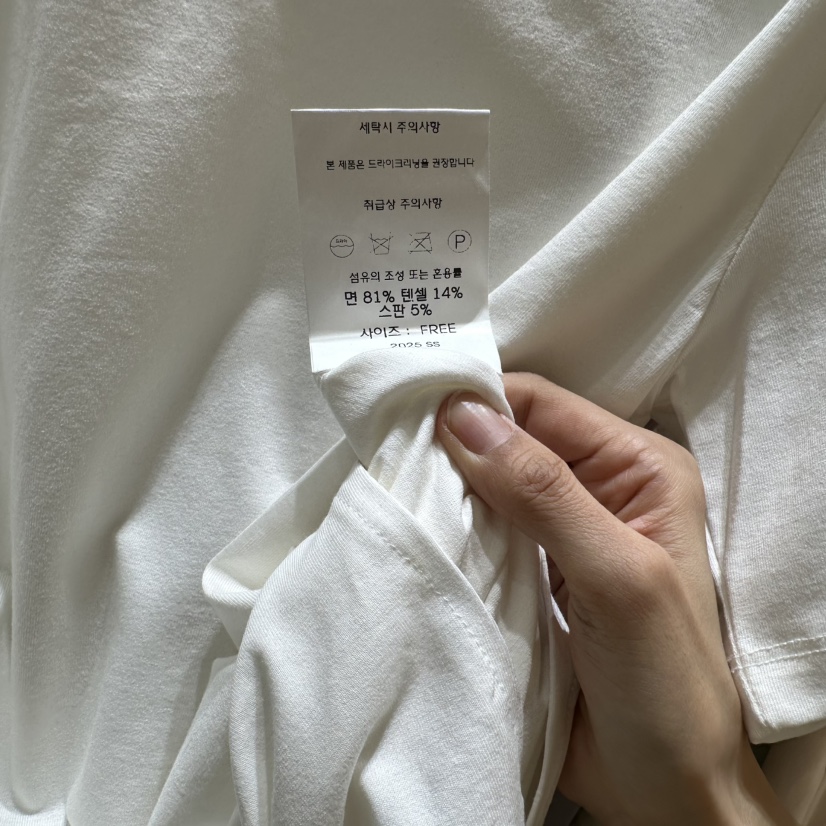 세탁시 주의사항
본 제품은 드라이크리닝을 권장합니다
취급상 주의사항
P
섬유의 조성 또는 혼용률
면 81% 텐셀 14%
스판 5%
사이즈 : FREE
2025 SS